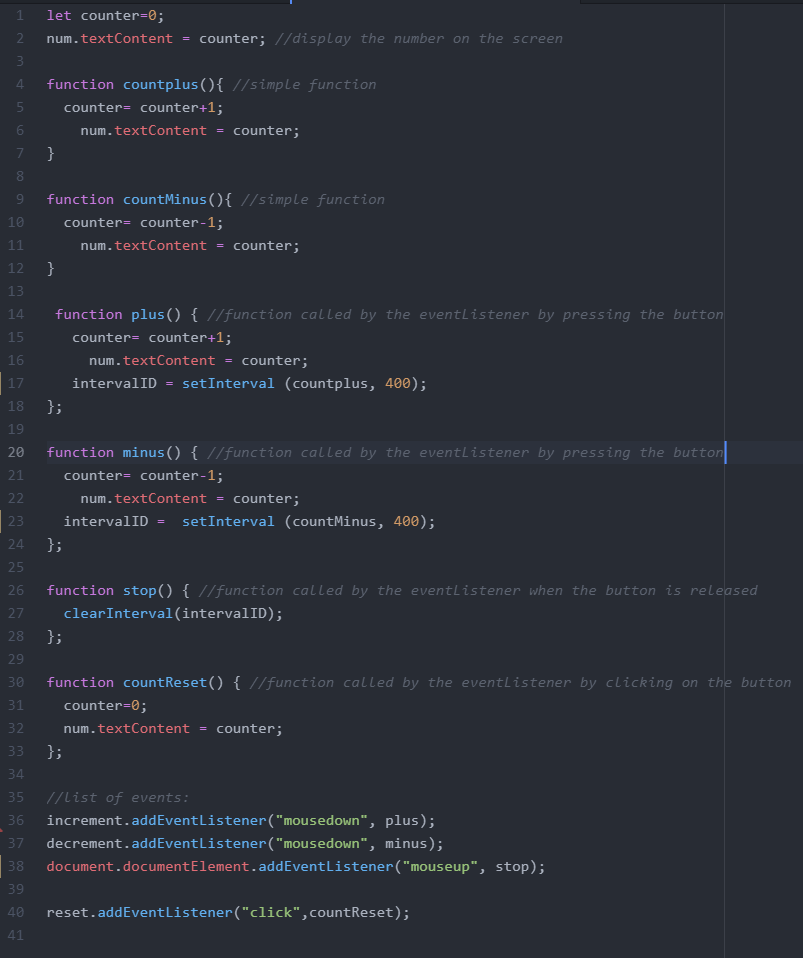 1 let counter=0;
2 num.textContent = counter; //display the number on the screen
3
4 function countplus(){ //simple function
5 counter= counter+1;
6 num.textContent = counter;
7 }
8
9 function countMinus(){ //simple function
10 counter= counter-1;
11 num.textContent = counter;
12 }
13
14 function plus() { //function called by the eventListener by pressing the button
15 counter= counter+1;
16 num.textContent = counter;
17 intervalID = setInterval (countplus, 400);
18 };
19
20 function minus() { //function called by the eventListener by pressing the button
21 counter= counter-1;
22 num.textContent = counter;
23 intervalID =  setInterval (countMinus, 400);
24 };
25
26 function stop() { //function called by the eventListener when the button is released
27 clearInterval(intervalID);
28 };
29
30 function countReset() { //function called by the eventListener by clicking on the button
31 counter=0;
32 num.textContent = counter;
33 };
34
35 //list of events:
36 increment.addEventListener("mousedown", plus);
37 decrement.addEventListener("mousedown", minus);
38 document.documentElement.addEventListener("mouseup", stop);
39
40 reset.addEventListener("click",countReset);
41